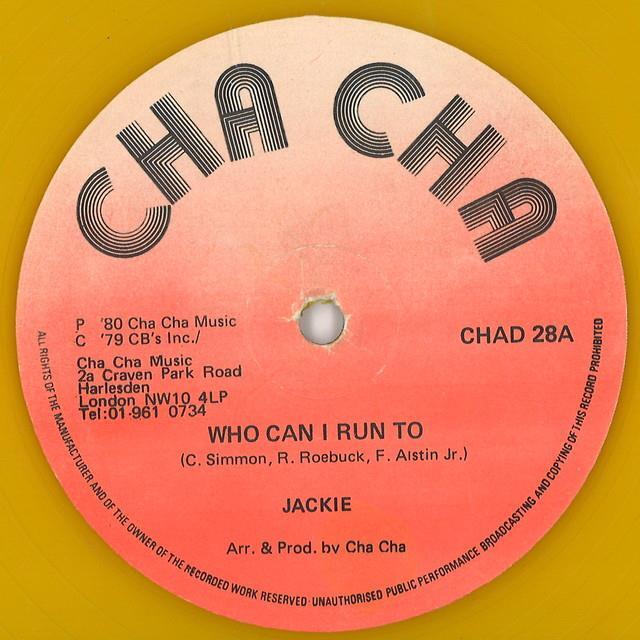 CHA CHA
P '80 Cha Cha Music
C '79 CB's Inc./
CHAD 28A
Cha Cha Music
2a Craven Park Road
Harlesden
London NW10 4LP
Tel:01-961 0734
WHO CAN I RUN TO
(C. Simmon, R. Roebuck, F. Alstin Jr.)
JACKIE
Arr. & Prod. by Cha Cha
ALL RIGHTS OF THE MANUFACTURER AND OF THE OWNER OF THE RECORDED WORK RESERVED · UNAUTHORISED PUBLIC PERFORMANCE BROADCASTING AND COPYING OF THIS RECORD PROHIBITED